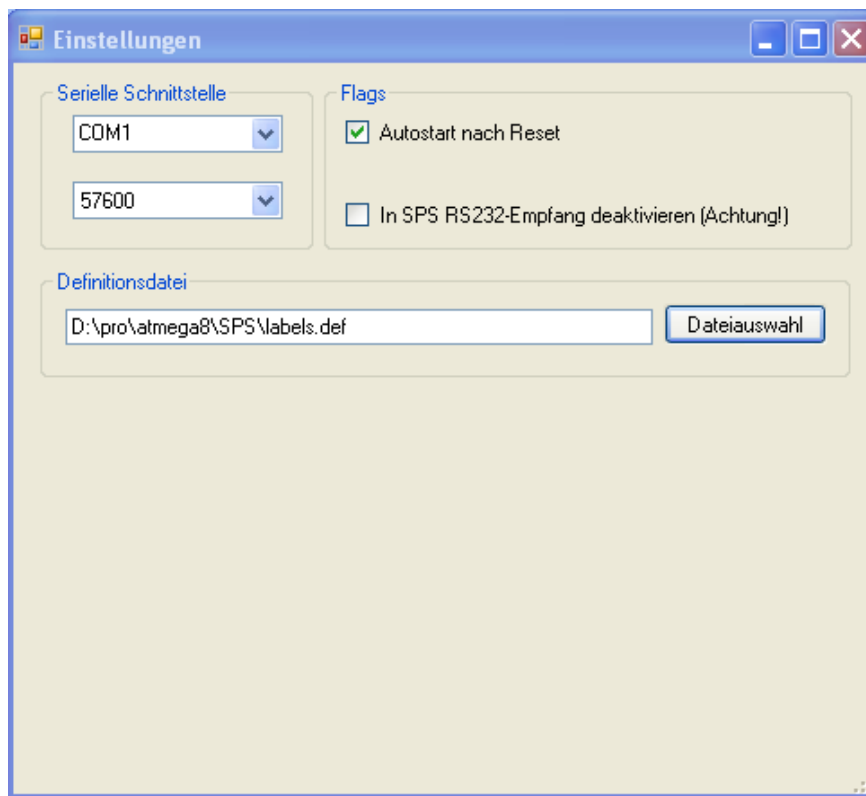 Einstellungen
Serielle Schnittstelle
COM1
57600
Flags
Autostart nach Reset
In SPS RS232-Empfang deaktivieren (Achtung!)
Definitionsdatei
D:\pro\atmega8\SPS\labels.def
Dateiauswahl